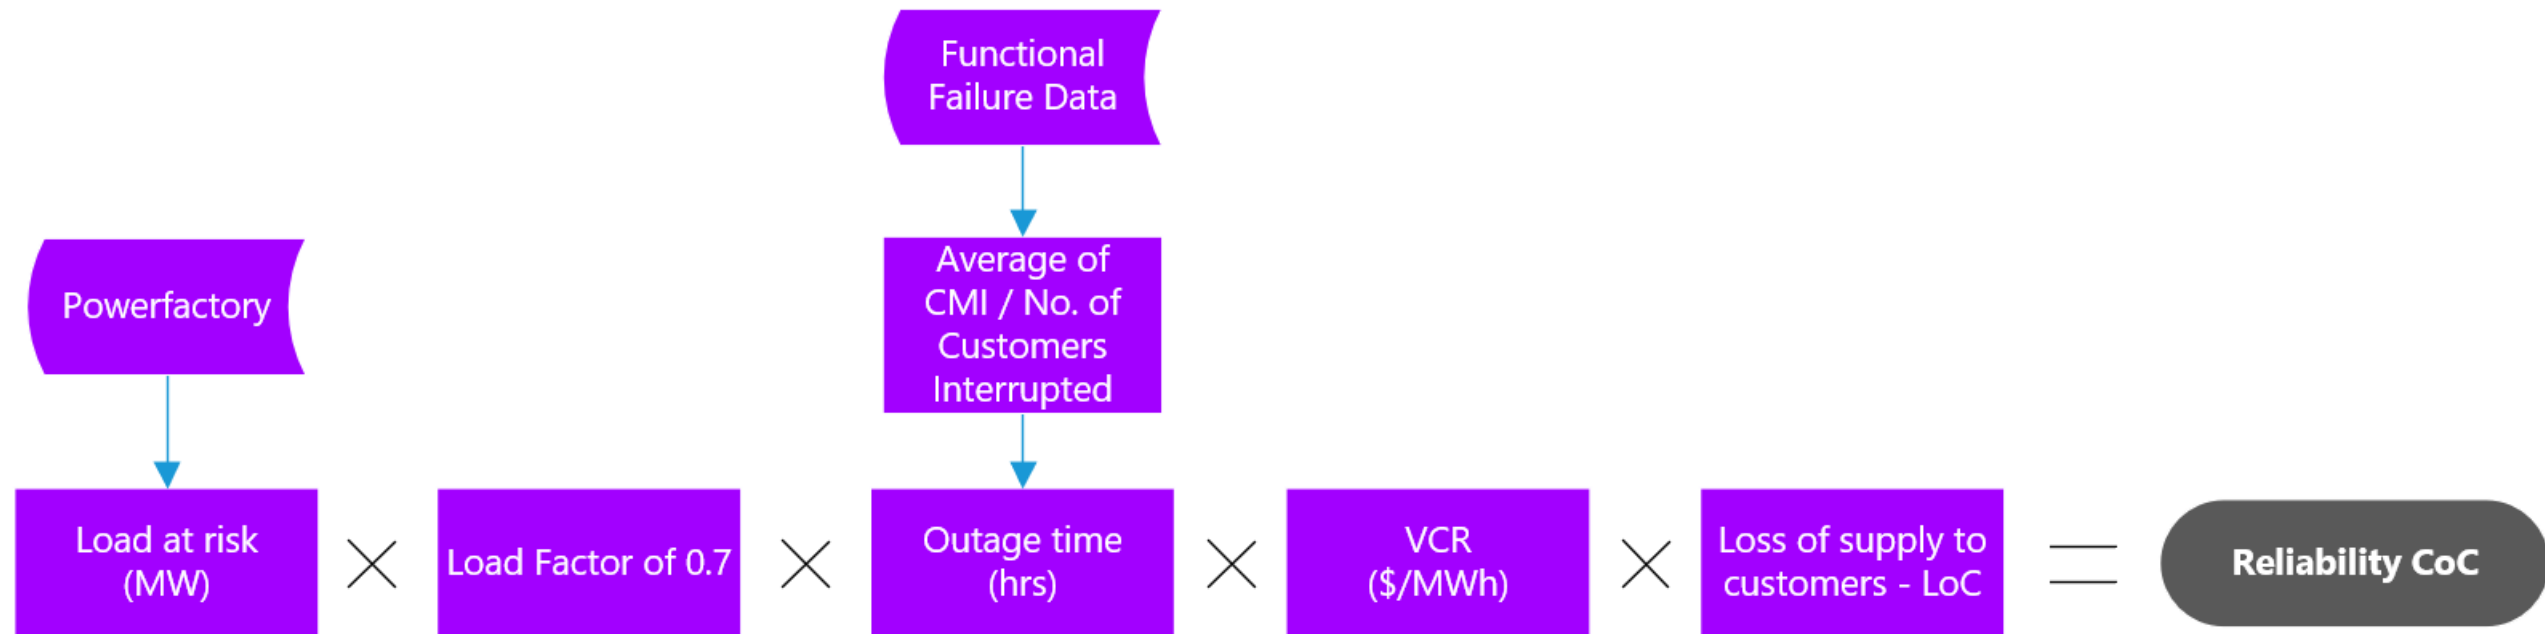 Functional
Failure Data
Powerfactory
Average of
CMI / No. of
Customers
Interrupted
Load at risk
(MW)
Load Factor of 0.7
Outage time
(hrs)
VCR
($/MWh)
Loss of supply to
customers - LoC
Reliability CoC